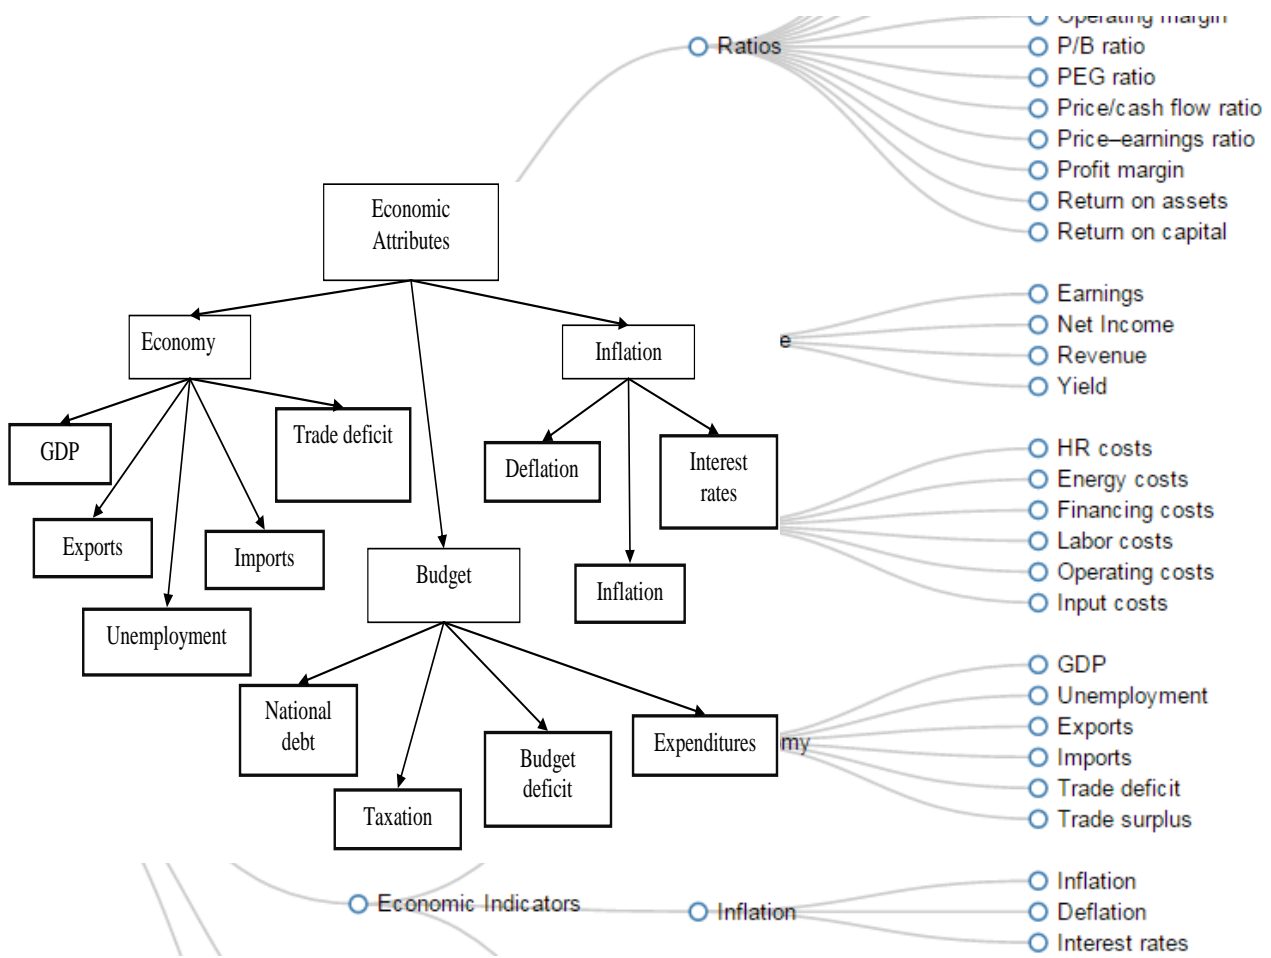 Operating margin
Ratios
P/B ratio
PEG ratio
Price/cash flow ratio
Price–earnings ratio
Profit margin
Return on assets
Return on capital
Economic
Attributes
Economy
Inflation
e
Earnings
Net Income
Revenue
Yield
GDP
Trade deficit
Deflation
Interest
rates
Exports
Imports
Unemployment
Budget
Inflation
HR costs
Energy costs
Financing costs
Labor costs
Operating costs
Input costs
National
debt
Taxation
Budget
deficit
Expenditures
my
GDP
Unemployment
Exports
Imports
Trade deficit
Trade surplus
Economic Indicators
Inflation
Inflation
Deflation
Interest rates